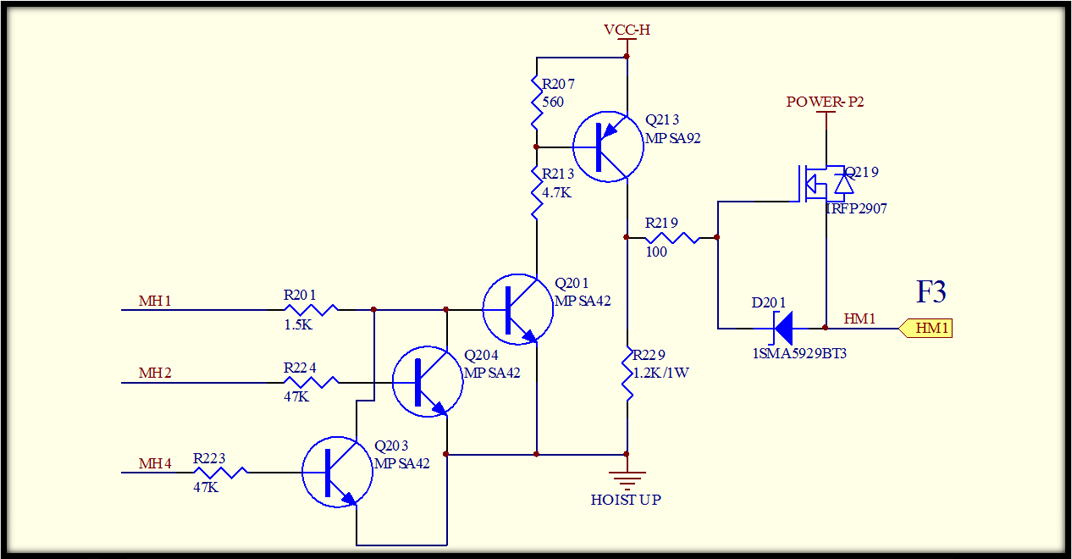 VCC-H
R207
560
POWER-P2
Q213
MPSA92
R213
4.7K
Q219
IRFP2907
R219
100
Q201
MPSA42
F3
MH1
R201
1.5K
D201
HM1
HM1
1SMA5929BT3
Q204
MPSA42
R229
1.2K/1W
MH2
R224
47K
Q203
MPSA42
MH4
R223
47K
HOIST UP